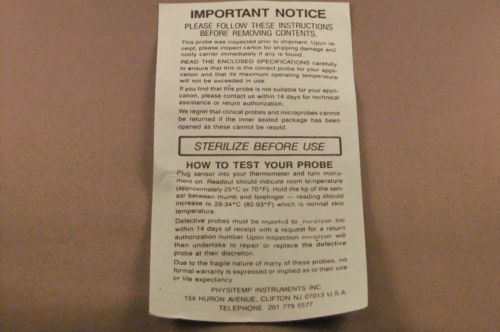 IMPORTANT NOTICE
PLEASE FOLLOW THESE INSTRUCTIONS
BEFORE REMOVING CONTENTS.
This probe was inspected prior to shipment. Upon re-
ceipt, please inspect carton for shipping damage and
notify carrier immediately if any is found.
READ THE ENCLOSED SPECIFICATIONS carefully
to ensure that this is the correct probe for your appli-
cation and that its maximum operating temperature
will not be exceeded in use.
If you find that this probe is not suitable for your appli-
cation, please contact us within 14 days for technical
assistance or return authorization.
We regret that clinical probes and microprobes cannot
be returned if the inner sealed package has been
opened as these cannot be resold.
STERILIZE BEFORE USE
HOW TO TEST YOUR PROBE
Plug sensor into your thermometer and turn instru-
ment on. Readout should indicate room temperature
(approximately 25°C or 70°F). Hold the tip of the sen-
sor between thumb and forefinger — reading should
increase to 28-34°C (82-93°F) which is normal skin
temperature.
Defective probes must be reported to PHYSITEMP Inc
within 14 days of receipt with a request for a return
authorization number. Upon inspection PHYSITEMP will
then undertake to repair or replace the defective
probe at their discretion.
Due to the fragile nature of many of these probes, no
formal warranty is expressed or implied as to their use
or life expectancy.
PHYSITEMP INSTRUMENTS INC
154 HURON AVENUE, CLIFTON NJ 07013 U.S.A
TELEPHONE 201 779 5577